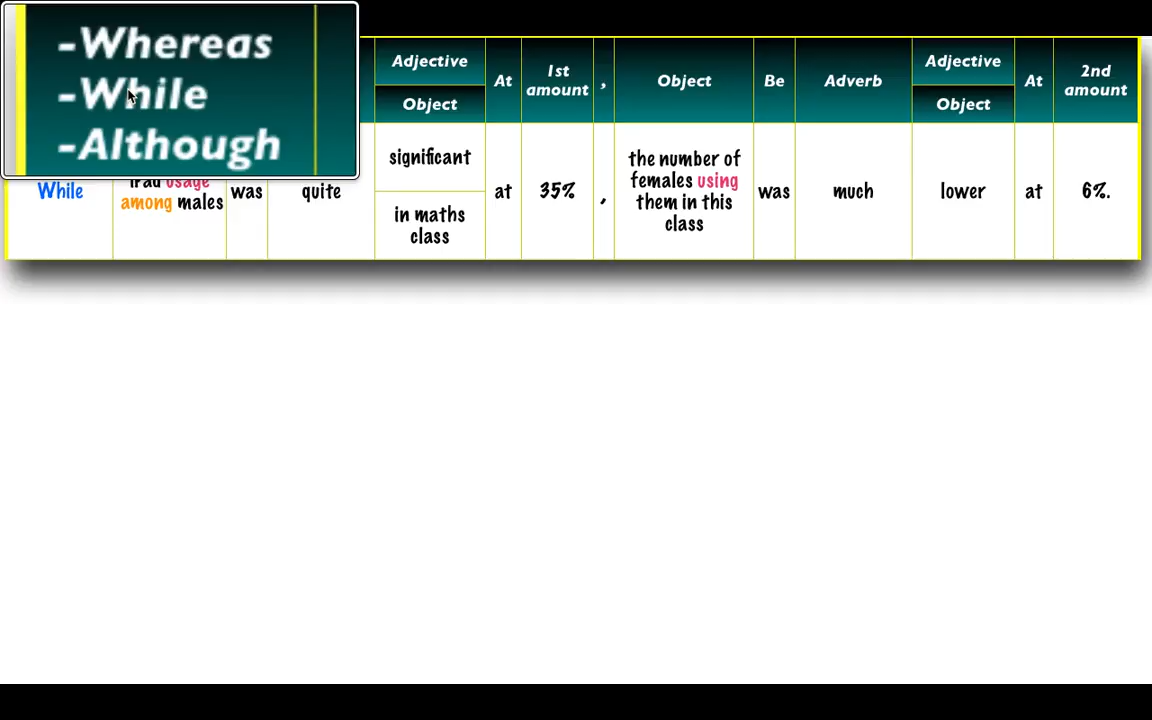 -Whereas
-While
-Although
Adjective
Object
At
1st
amount
,
Object
Be
Adverb
Adjective
Object
At
2nd
amount
While
iPad usage
among males
was
quite
significant
in maths
class
at
35%
,
the number of
females using
them in this
class
was
much
lower
at
6%.